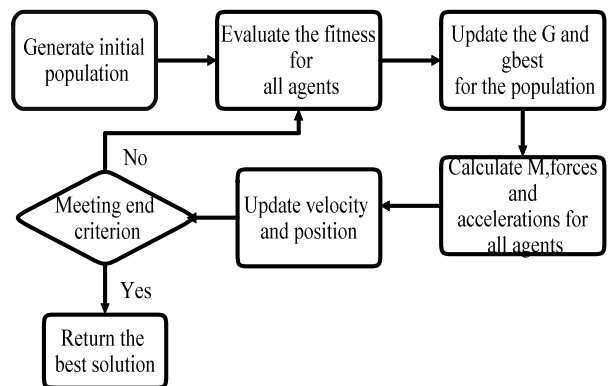 Generate initial
population
Evaluate the fitness
for
all agents
Update the G and
gbest
for the population
Calculate M,forces
and
accelerations for
all agents
Update velocity
and position
Meeting end
criterion
No
Yes
Return the
best solution